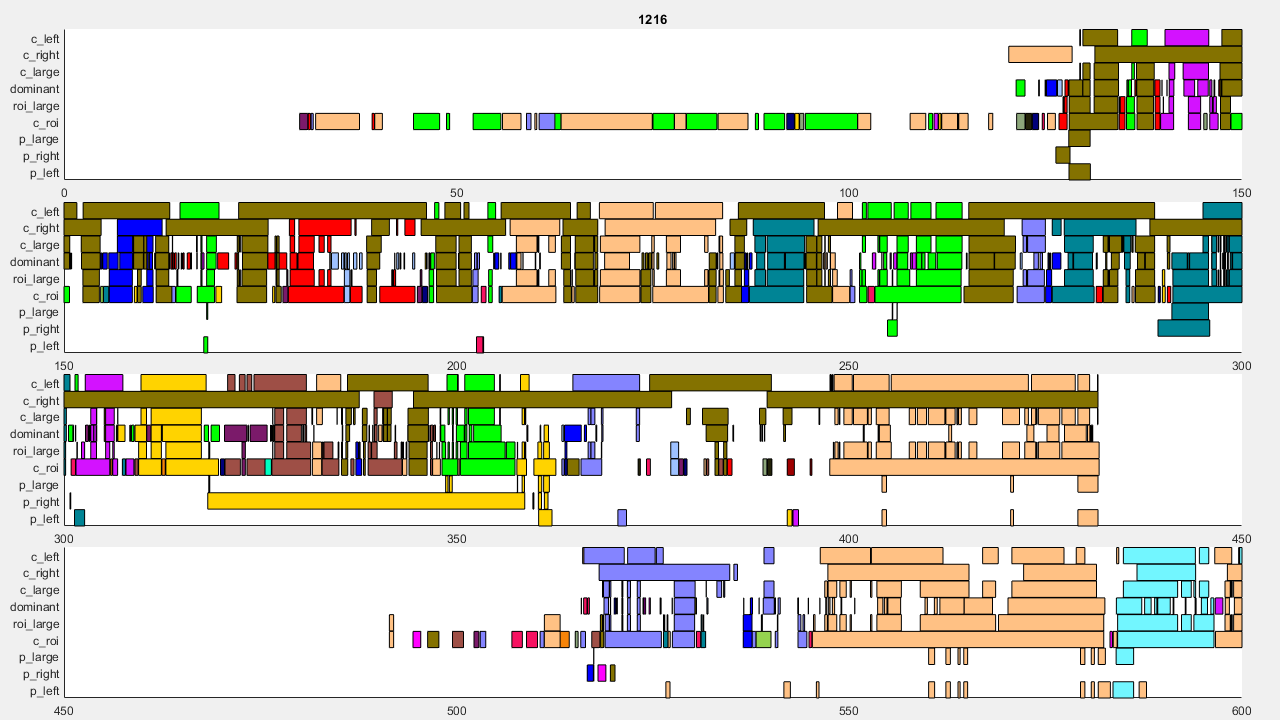 1216
c_left
c_right
c_large
dominant
roi_large
c_roi
p_large
p_right
p_left
0 50 100 150
c_left
c_right
c_large
dominant
roi_large
c_roi
p_large
p_right
p_left
150 200 250 300
c_left
c_right
c_large
dominant
roi_large
c_roi
p_large
p_right
p_left
300 350 400 450
c_left
c_right
c_large
dominant
roi_large
c_roi
p_large
p_right
p_left
450 500 550 600